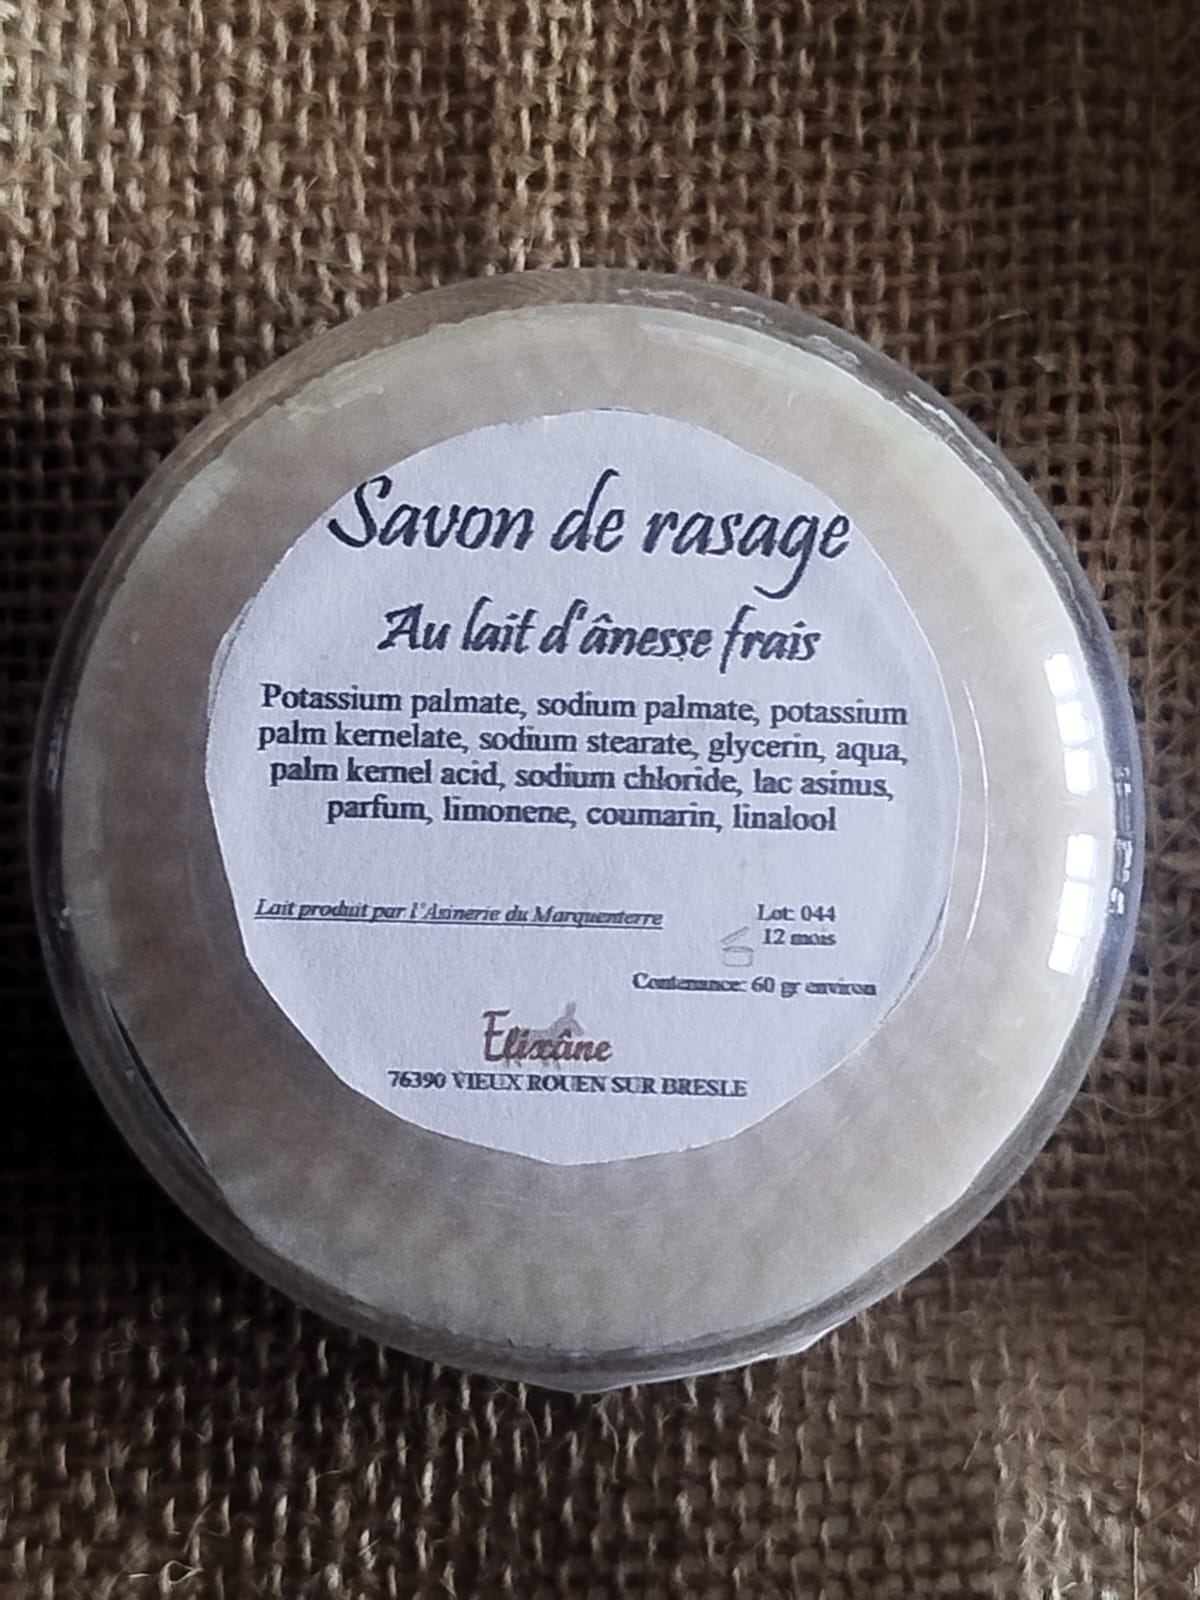 Savon de rasage
Au lait d'ânesse frais
Potassium palmate, sodium palmate, potassium
palm kernelate, sodium stearate, glycerin, aqua,
palm kernel acid, sodium chloride, lac asinus,
parfum, limonene, coumarin, linalool
Lait produit par l'Asinerie du Marquenterre
Lot: 044
12 mois
Contenance: 60 gr environ
Elixâne
76390 VIEUX ROUEN SUR BRESLE